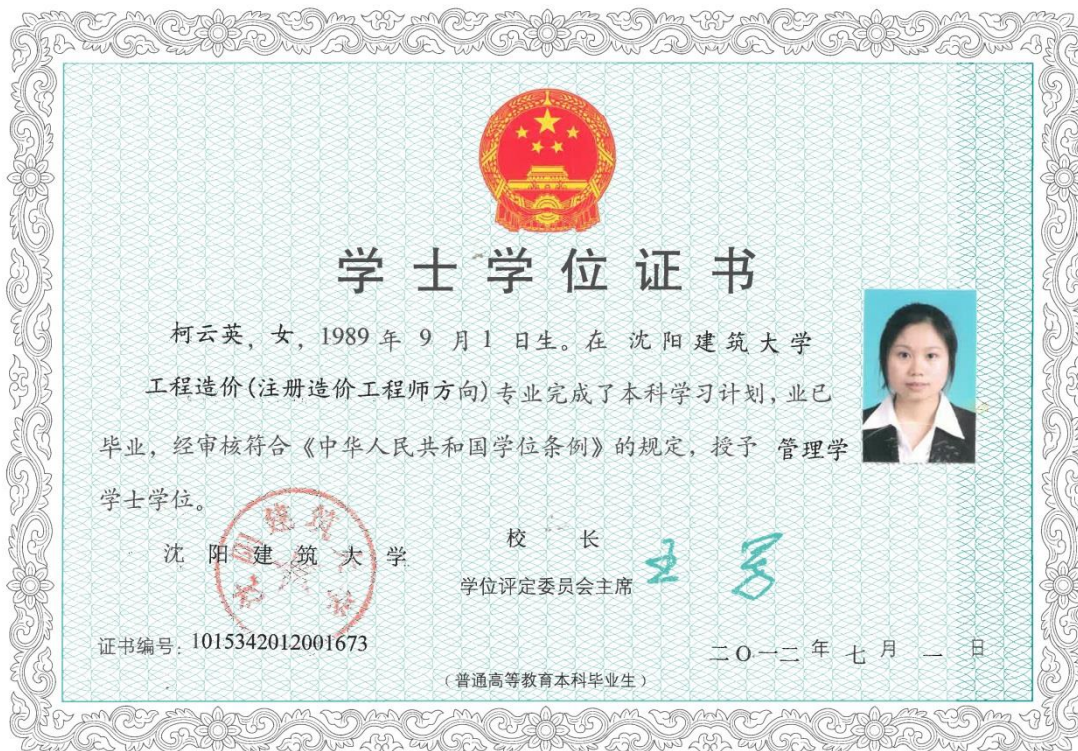 学士学位证书
柯云英，女，1989 年 9 月 1 日生。在 沈阳建筑大学
工程造价(注册造价工程师方向)专业完成了本科学习计划，业已
毕业，经审核符合《中华人民共和国学位条例》的规定，授予 管理学
学士学位。
沈阳建筑大学
校 长
学位评定委员会主席
证书编号：1015342012001673
二〇一二 年 七 月 一 日
（普通高等教育本科毕业生）